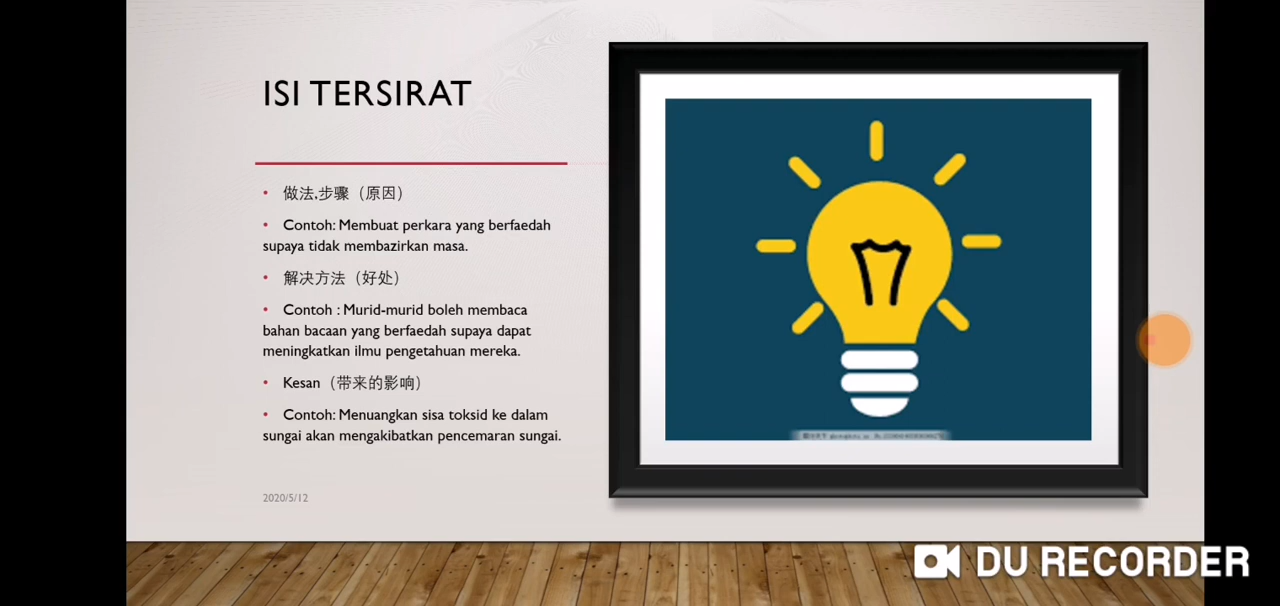 ISI TERSIRAT
• 做法,步骤（原因）
• Contoh: Membuat perkara yang berfaedah
supaya tidak membazirkan masa.
• 解决方法（好处）
• Contoh : Murid-murid boleh membaca
bahan bacaan yang berfaedah supaya dapat
meningkatkan ilmu pengetahuan mereka.
• Kesan（带来的影响）
• Contoh: Menuangkan sisa toksid ke dalam
sungai akan mengakibatkan pencemaran sungai.
2020/5/12
DU RECORDER